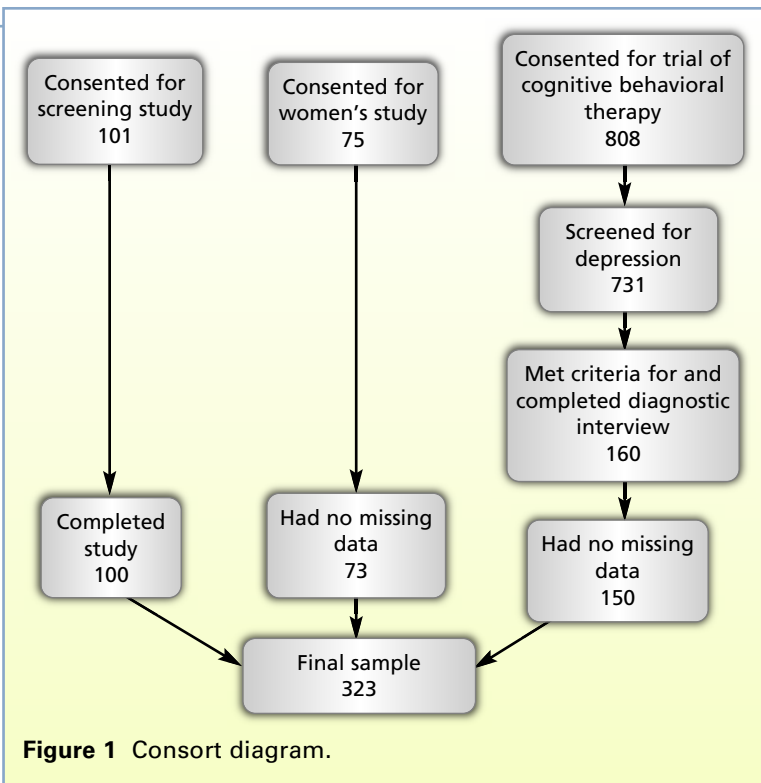 Consented for
screening study
101
Consented for
women's study
75
Consented for trial of
cognitive behavioral
therapy
808
Screened for
depression
731
Met criteria for and
completed diagnostic
interview
160
Completed
study
100
Had no missing
data
73
Had no missing
data
150
Final sample
323
Figure 1 Consort diagram.